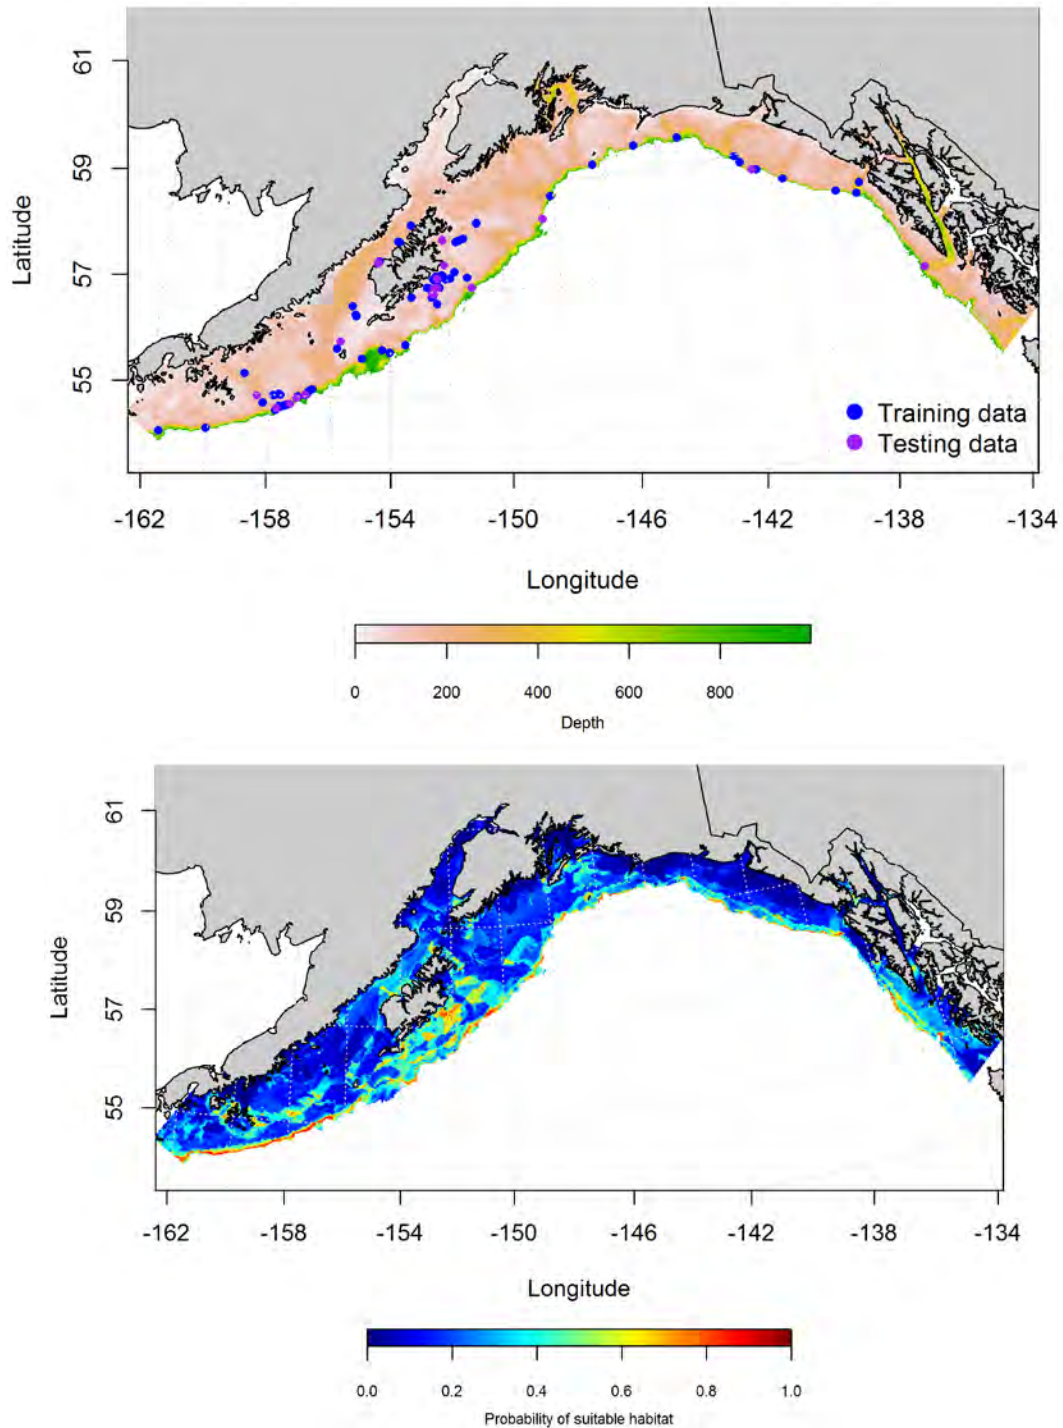 61
59
57
55
Latitude
Training data
Testing data
-162 -158 -154 -150 -146 -142 -138 -134
Longitude
0 200 400 600 800
Depth
61
59
57
55
Latitude
-162 -158 -154 -150 -146 -142 -138 -134
Longitude
0.0 0.2 0.4 0.6 0.8 1.0
Probability of suitable habitat